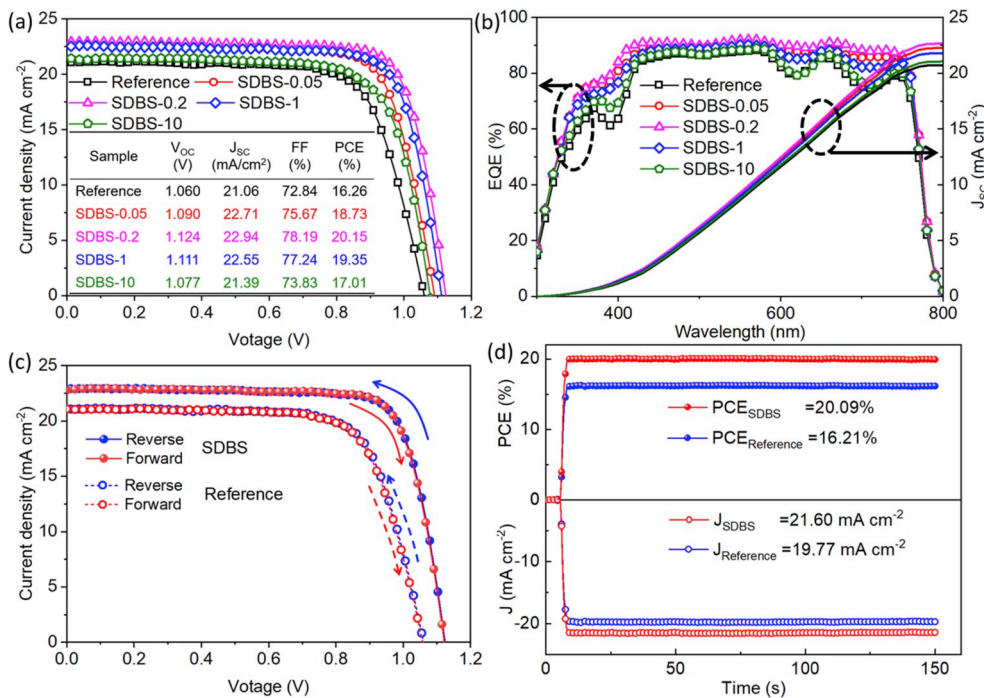 (a)
25
20
15
10
5
0
Current density (mA cm-2)
0.0 0.2 0.4 0.6 0.8 1.0 1.2
Votage (V)
Reference SDBS-0.05
SDBS-0.2 SDBS-1
SDBS-10
Sample VOC (V) JSC (mA/cm2) FF (%) PCE (%)
Reference 1.060 21.06 72.84 16.26
SDBS-0.05 1.090 22.71 75.67 18.73
SDBS-0.2 1.124 22.94 78.19 20.15
SDBS-1 1.111 22.55 77.24 19.35
SDBS-10 1.077 21.39 73.83 17.01
(b)
100
80
60
40
20
0
EQE (%)
Reference
SDBS-0.05
SDBS-0.2
SDBS-1
SDBS-10
25
20
15
10
5
0
JSC (mA cm-2)
400 500 600 700 800
Wavelength (nm)
(c)
25
20
15
10
5
0
Current density (mA cm-2)
Reverse
Forward
SDBS
Reverse
Forward
Reference
0.0 0.2 0.4 0.6 0.8 1.0 1.2
Votage (V)
(d)
20
10
0
PCE (%)
PCESDBS =20.09%
PCEReference =16.21%
JSDBS =21.60 mA cm-2
JReference =19.77 mA cm-2
-10
-20
J (mA cm-2)
0 50 100 150
Time (s)